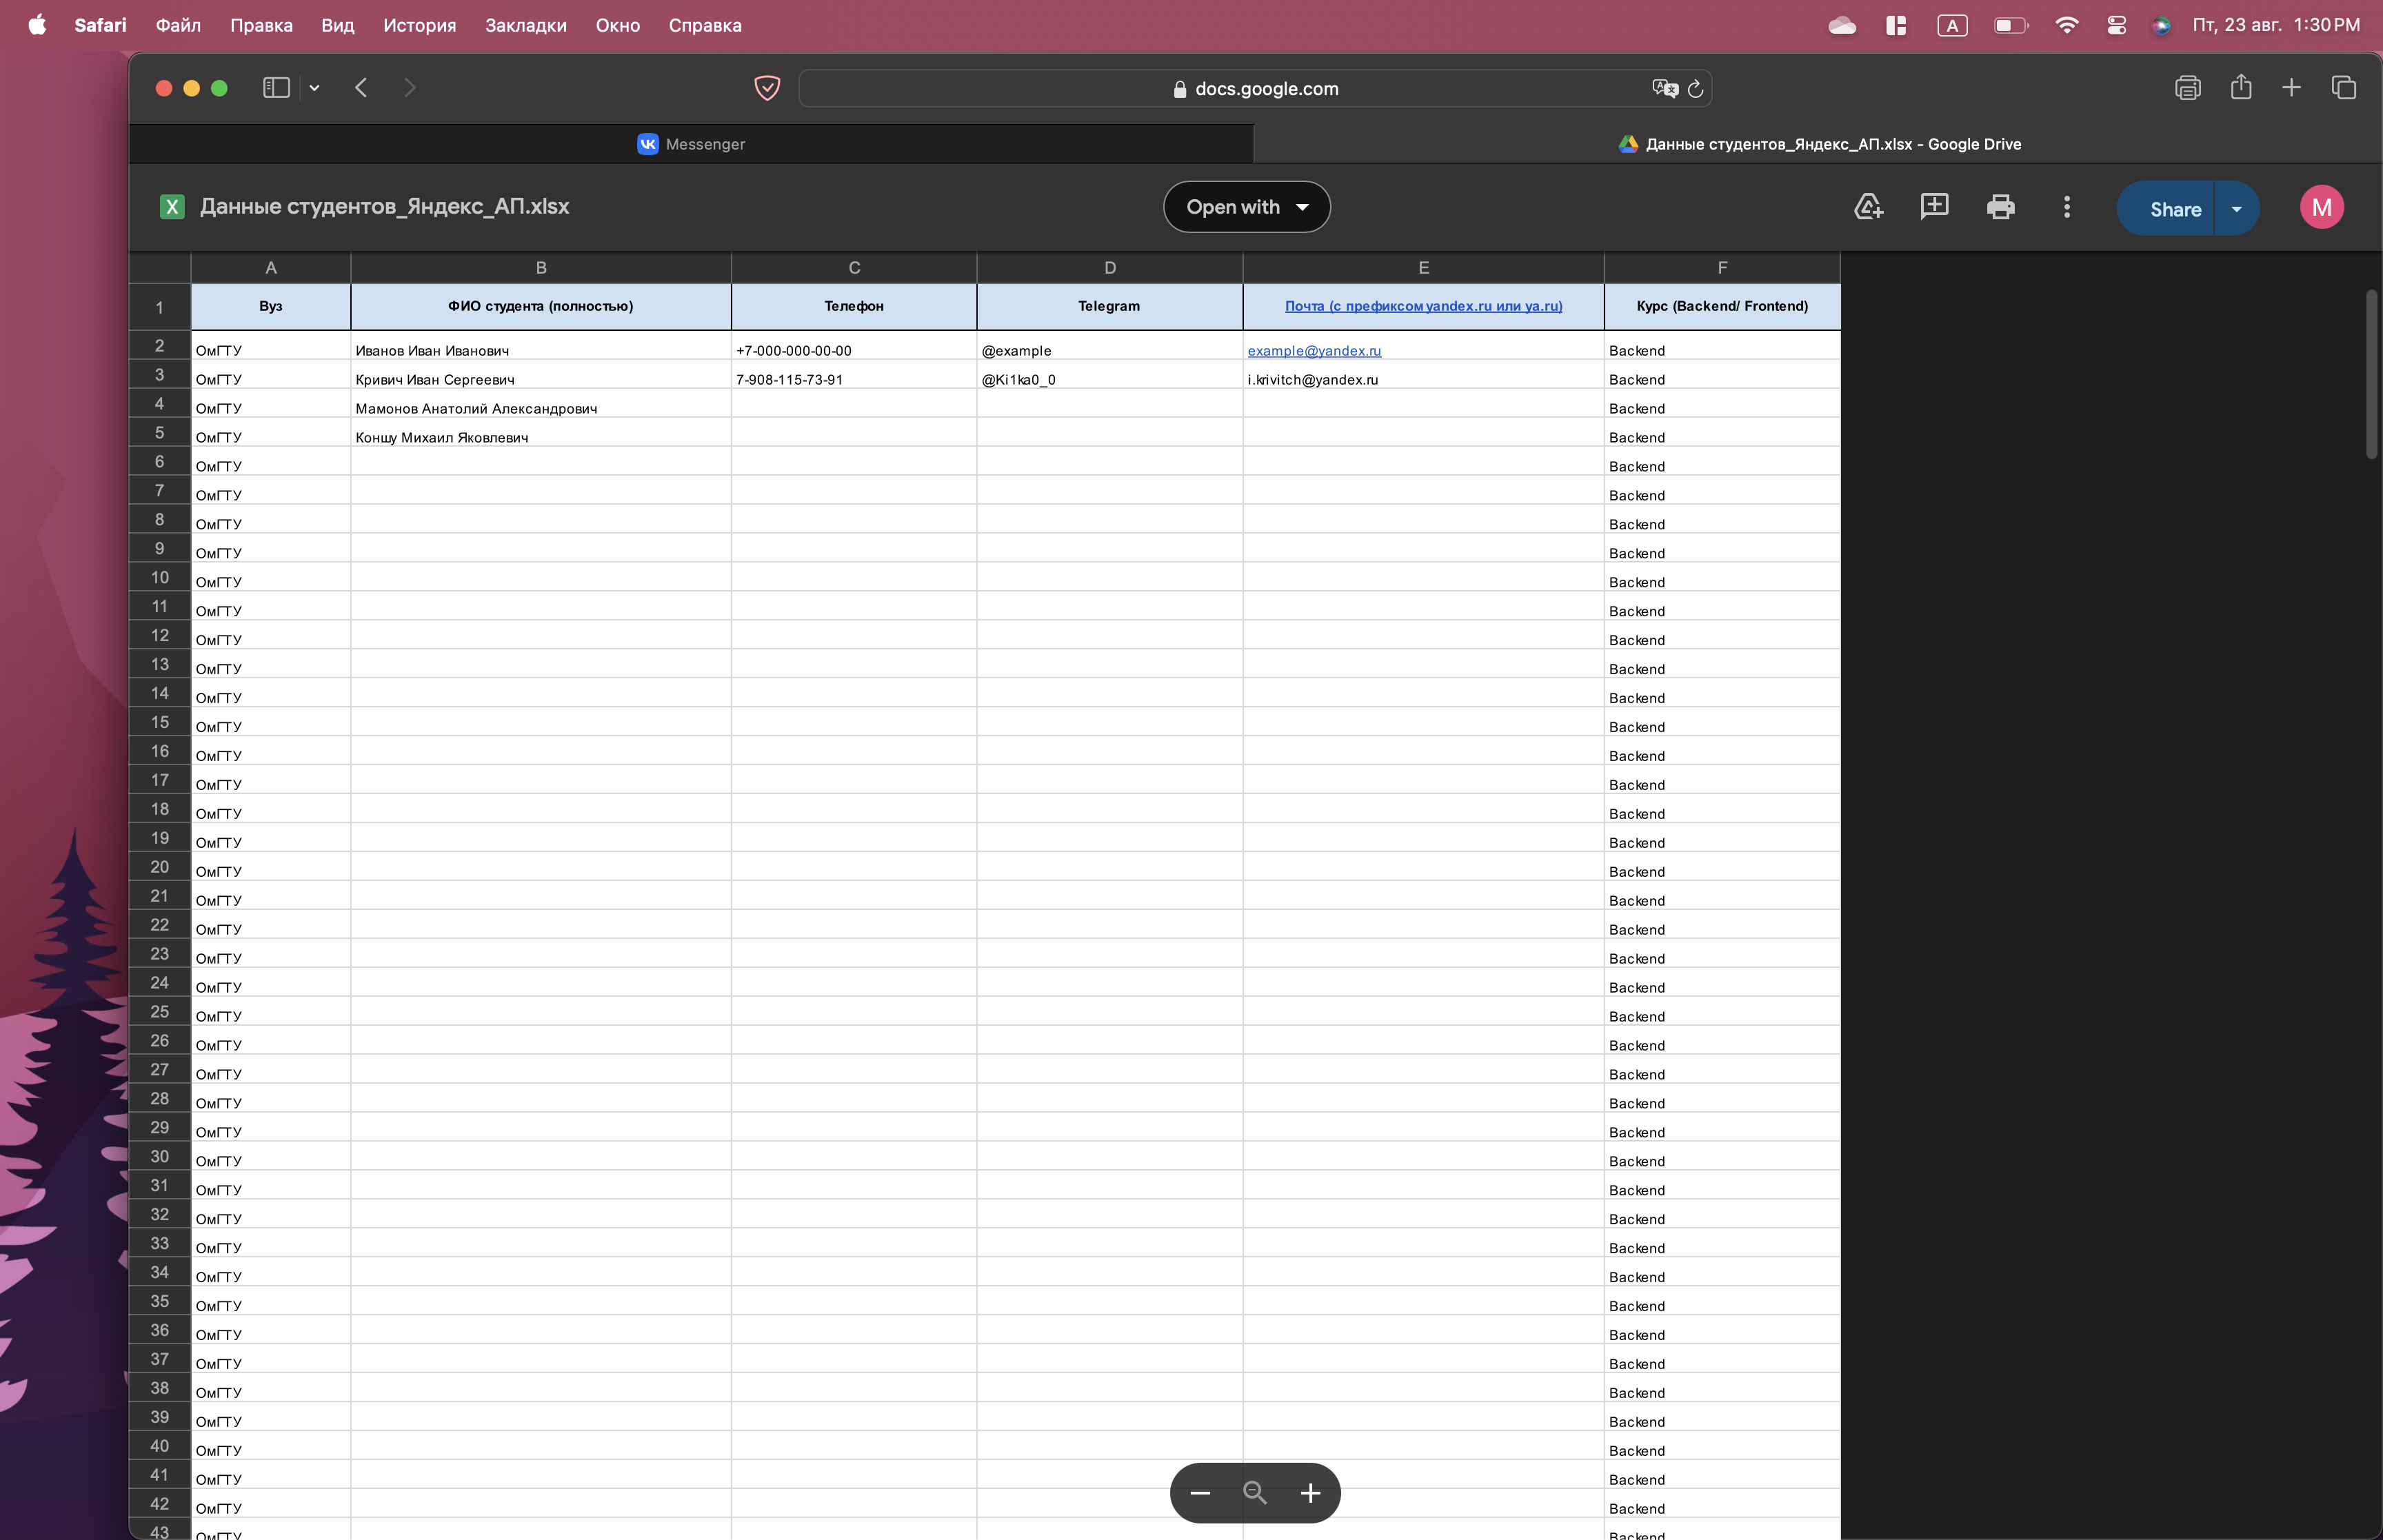 Safari Файл Правка Вид История Закладки Окно Справка A Пт, 23 авг. 1:30 PM
docs.google.com
Messenger Данные студентов_Яндекс_АП.xlsx - Google Drive
X Данные студентов_Яндекс_АП.xlsx Open with Share M
A B C D E F
1 Вуз ФИО студента (полностью) Телефон Telegram Почта (с префиксом yandex.ru или ya.ru) Курс (Backend/ Frontend)
2 ОмГТУ Иванов Иван Иванович +7-000-000-00-00 @example example@yandex.ru Backend
3 ОмГТУ Кривич Иван Сергеевич 7-908-115-73-91 @Ki1ka0_0 i.krivitch@yandex.ru Backend
4 ОмГТУ Мамонов Анатолий Александрович Backend
5 ОмГТУ Коншу Михаил Яковлевич Backend
6 ОмГТУ Backend
7 ОмГТУ Backend
8 ОмГТУ Backend
9 ОмГТУ Backend
10 ОмГТУ Backend
11 ОмГТУ Backend
12 ОмГТУ Backend
13 ОмГТУ Backend
14 ОмГТУ Backend
15 ОмГТУ Backend
16 ОмГТУ Backend
17 ОмГТУ Backend
18 ОмГТУ Backend
19 ОмГТУ Backend
20 ОмГТУ Backend
21 ОмГТУ Backend
22 ОмГТУ Backend
23 ОмГТУ Backend
24 ОмГТУ Backend
25 ОмГТУ Backend
26 ОмГТУ Backend
27 ОмГТУ Backend
28 ОмГТУ Backend
29 ОмГТУ Backend
30 ОмГТУ Backend
31 ОмГТУ Backend
32 ОмГТУ Backend
33 ОмГТУ Backend
34 ОмГТУ Backend
35 ОмГТУ Backend
36 ОмГТУ Backend
37 ОмГТУ Backend
38 ОмГТУ Backend
39 ОмГТУ Backend
40 ОмГТУ Backend
41 ОмГТУ Backend
42 ОмГТУ Backend
43 ОмГТУ Backend